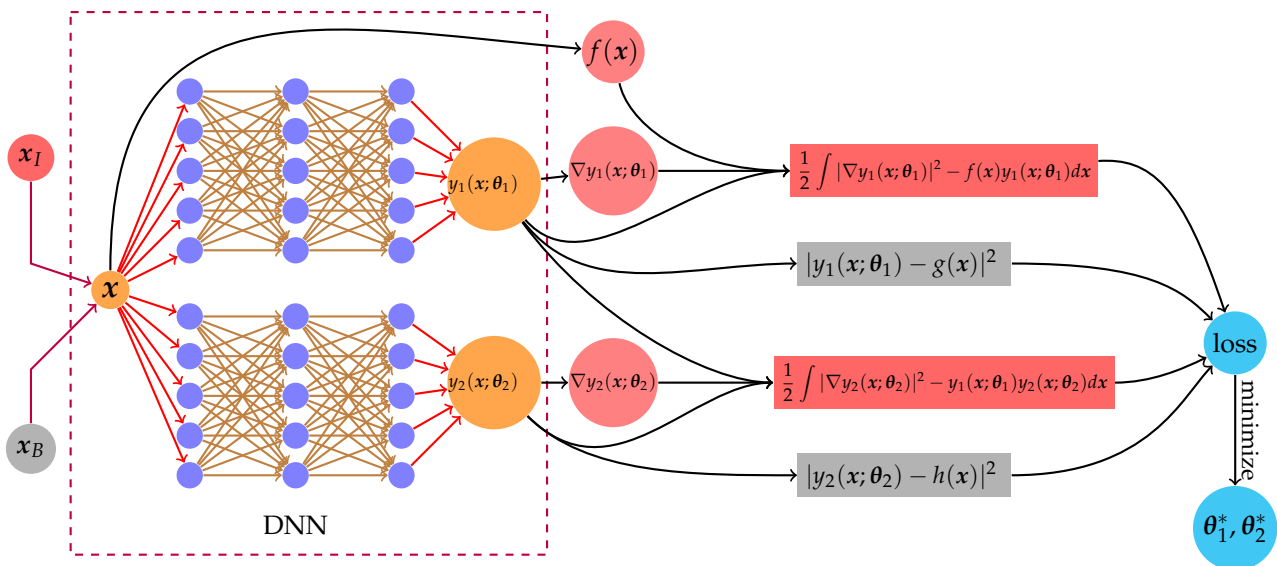 f(x)
x_I
y_1(x; θ_1)
∇y_1(x; θ_1)
1/2 ∫ |∇y_1(x; θ_1)|^2 − f(x)y_1(x; θ_1)dx
|y_1(x; θ_1) − g(x)|^2
x
loss
y_2(x; θ_2)
∇y_2(x; θ_2)
1/2 ∫ |∇y_2(x; θ_2)|^2 − y_1(x; θ_1)y_2(x; θ_2)dx
minimize
x_B
|y_2(x; θ_2) − h(x)|^2
DNN
θ_1^*, θ_2^*